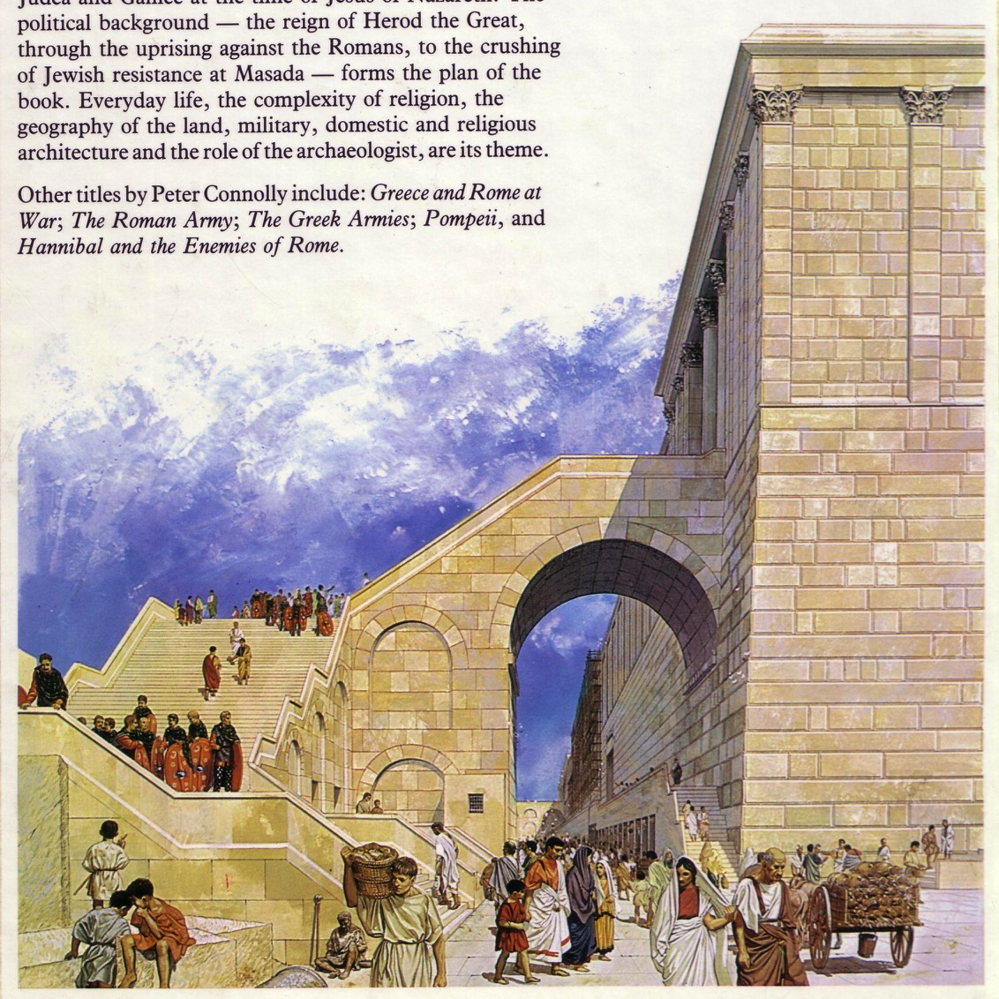 Judea and Galilee at the time of Jesus of Nazareth. The
political background — the reign of Herod the Great,
through the uprising against the Romans, to the crushing
of Jewish resistance at Masada — forms the plan of the
book. Everyday life, the complexity of religion, the
geography of the land, military, domestic and religious
architecture and the role of the archaeologist, are its theme.
Other titles by Peter Connolly include: Greece and Rome at
War; The Roman Army; The Greek Armies; Pompeii, and
Hannibal and the Enemies of Rome.